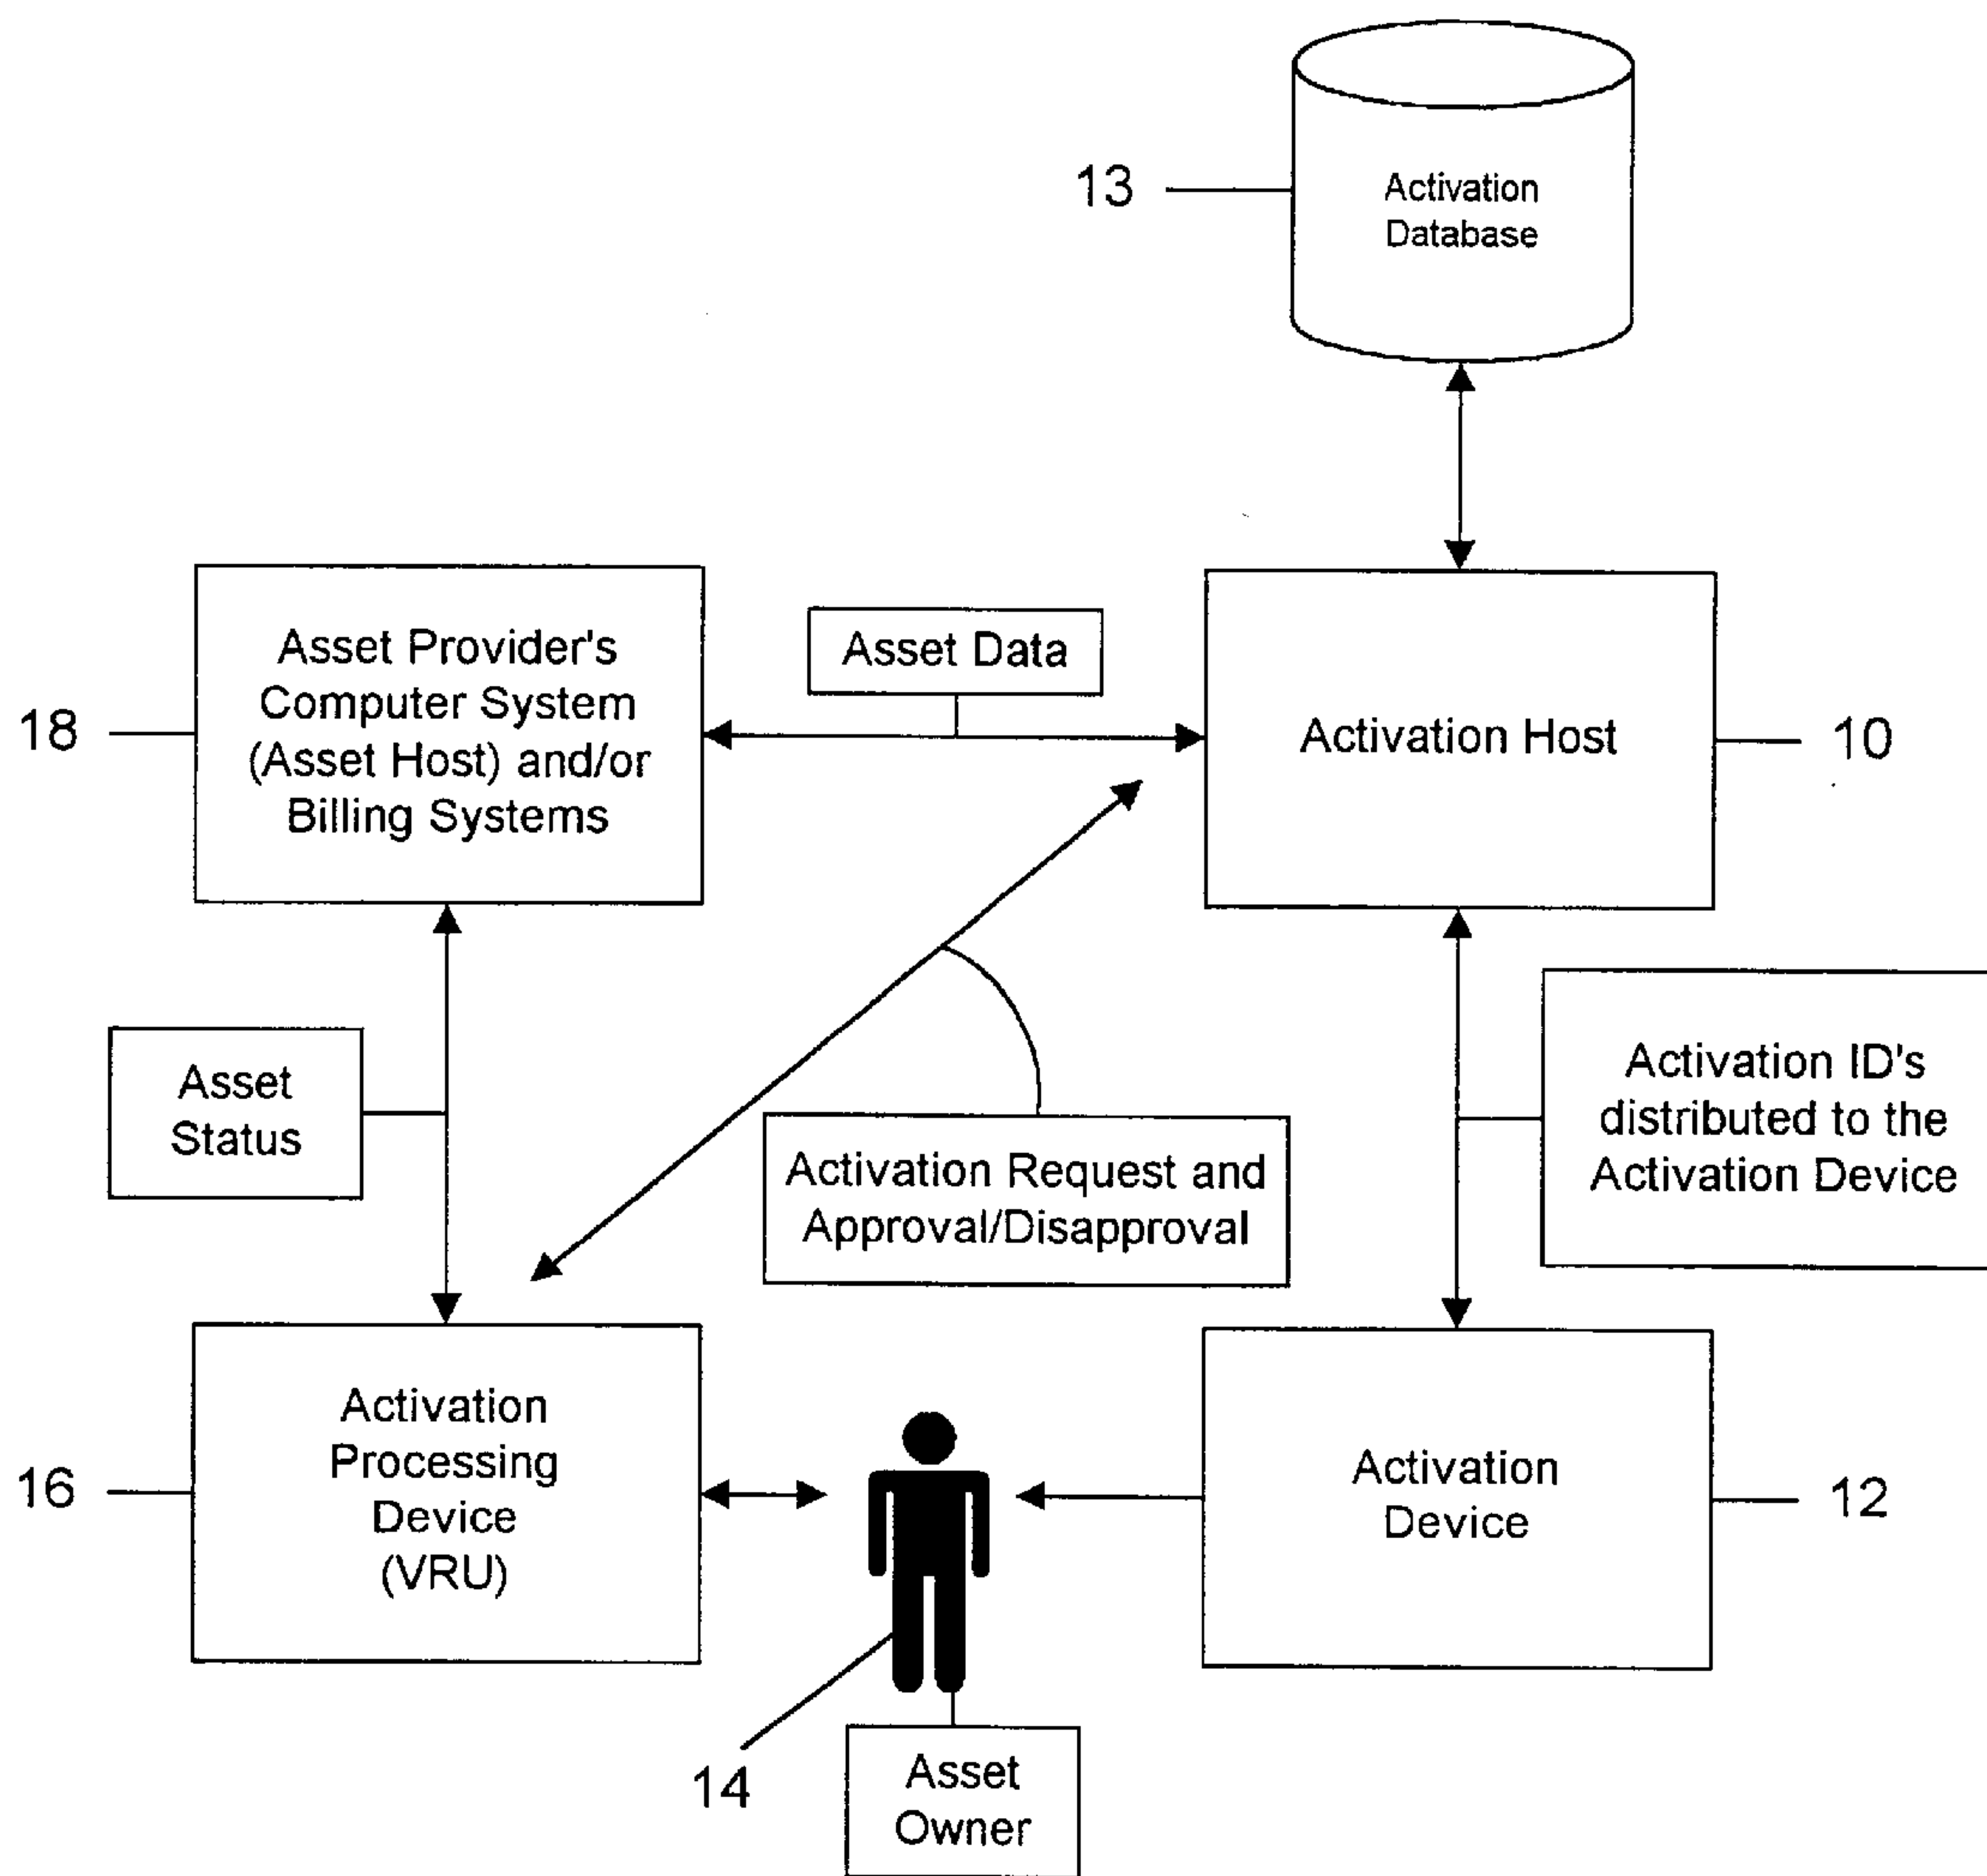 13
Activation
Database
Asset Provider's
Computer System
(Asset Host) and/or
Billing Systems
18
Asset Data
Activation Host
10
Asset
Status
Activation Request and
Approval/Disapproval
Activation ID's
distributed to the
Activation Device
16
Activation
Processing
Device
(VRU)
Activation
Device
12
14
Asset
Owner